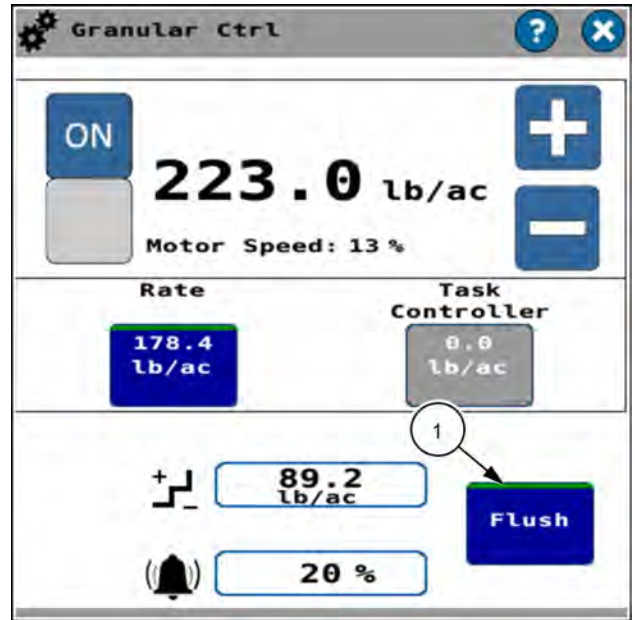 Granular Ctrl
?
ON
223.0 lb/ac
Motor Speed: 13 %
Rate
Task
Controller
178.4
lb/ac
0.0
lb/ac
1
89.2
lb/ac
Flush
20 %